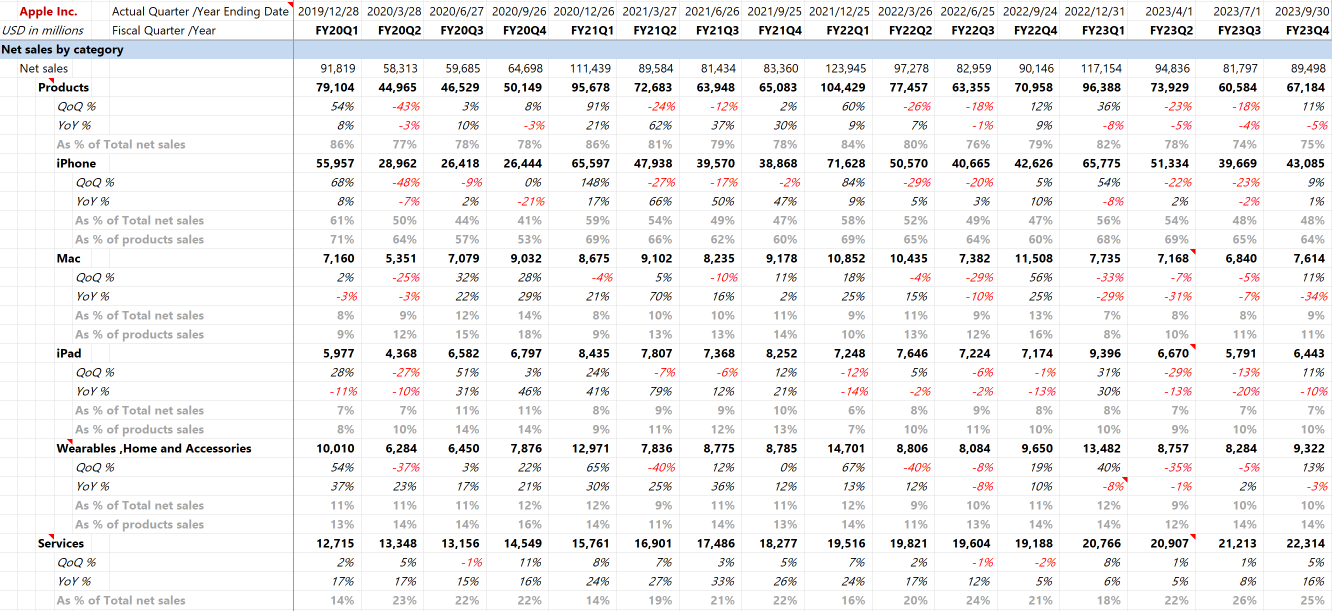 Apple Inc. Actual Quarter /Year Ending Date 2019/12/28 2020/3/28 2020/6/27 2020/9/26 2020/12/26 2021/3/27 2021/6/26 2021/9/25 2021/12/25 2022/3/26 2022/6/25 2022/9/24 2022/12/31 2023/4/1 2023/7/1 2023/9/30
USD in millions Fiscal Quarter /Year FY20Q1 FY20Q2 FY20Q3 FY20Q4 FY21Q1 FY21Q2 FY21Q3 FY21Q4 FY22Q1 FY22Q2 FY22Q3 FY22Q4 FY23Q1 FY23Q2 FY23Q3 FY23Q4
Net sales by category
Net sales 91,819 58,313 59,685 64,698 111,439 89,584 81,434 83,360 123,945 97,278 82,959 90,146 117,154 94,836 81,797 89,498
Products 79,104 44,965 46,529 50,149 95,678 72,683 63,948 65,083 104,429 77,457 63,355 70,958 96,388 73,929 60,584 67,184
QoQ % 54% -43% 3% 8% 91% -24% -12% 2% 60% -26% -18% 12% 36% -23% -18% 11%
YoY % 8% -3% 10% -3% 21% 62% 37% 30% 9% 7% -1% 9% -8% -5% -4% -5%
As % of Total net sales 86% 77% 78% 78% 86% 81% 79% 78% 84% 80% 76% 79% 82% 78% 74% 75%
iPhone 55,957 28,962 26,418 26,444 65,597 47,938 39,570 38,868 71,628 50,570 40,665 42,626 65,775 51,334 39,669 43,085
QoQ % 68% -48% -9% 0% 148% -27% -17% -2% 84% -29% -20% 5% 54% -22% -23% 9%
YoY % 8% -7% 2% -21% 17% 66% 50% 47% 9% 5% 3% 10% -8% 2% -2% 1%
As % of Total net sales 61% 50% 44% 41% 59% 54% 49% 47% 58% 52% 49% 47% 56% 54% 48% 48%
As % of products sales 71% 64% 57% 53% 69% 66% 62% 60% 69% 65% 64% 60% 68% 69% 65% 64%
Mac 7,160 5,351 7,079 9,032 8,675 9,102 8,235 9,178 10,852 10,435 7,382 11,508 7,735 7,168 6,840 7,614
QoQ % 2% -25% 32% 28% -4% 5% -10% 11% 18% -4% -29% 56% -33% -7% -5% 11%
YoY % -3% -3% 22% 29% 21% 70% 16% 2% 25% 15% -10% 25% -29% -31% -7% -34%
As % of Total net sales 8% 9% 12% 14% 8% 10% 10% 11% 9% 11% 9% 13% 7% 8% 8% 9%
As % of products sales 9% 12% 15% 18% 9% 13% 13% 14% 10% 13% 12% 16% 8% 10% 11% 11%
iPad 5,977 4,368 6,582 6,797 8,435 7,807 7,368 8,252 7,248 7,646 7,224 7,174 9,396 6,670 5,791 6,443
QoQ % 28% -27% 51% 3% 24% -7% -6% 12% -12% 5% -6% -1% 31% -29% -13% 11%
YoY % -11% -10% 31% 46% 41% 79% 12% 21% -14% -2% -2% -13% 30% -13% -20% -10%
As % of Total net sales 7% 7% 11% 11% 8% 9% 9% 10% 6% 8% 9% 8% 8% 7% 7% 7%
As % of products sales 8% 10% 14% 14% 9% 11% 12% 13% 7% 10% 11% 10% 10% 9% 10% 10%
Wearables ,Home and Accessories 10,010 6,284 6,450 7,876 12,971 7,836 8,775 8,785 14,701 8,806 8,084 9,650 13,482 8,757 8,284 9,322
QoQ % 54% -37% 3% 22% 65% -40% 12% 0% 67% -40% -8% 19% 40% -35% -5% 13%
YoY % 37% 23% 17% 21% 30% 25% 36% 12% 13% 12% -8% 10% -8% -1% 2% -3%
As % of Total net sales 11% 11% 11% 12% 12% 9% 11% 11% 12% 9% 10% 11% 12% 9% 10% 10%
As % of products sales 13% 14% 14% 16% 14% 11% 14% 13% 14% 11% 13% 14% 14% 12% 14% 14%
Services 12,715 13,348 13,156 14,549 15,761 16,901 17,486 18,277 19,516 19,821 19,604 19,188 20,766 20,907 21,213 22,314
QoQ % 2% 5% -1% 11% 8% 7% 3% 5% 7% 2% -1% -2% 8% 1% 1% 5%
YoY % 17% 17% 15% 16% 24% 27% 33% 26% 24% 17% 12% 5% 6% 5% 8% 16%
As % of Total net sales 14% 23% 22% 22% 14% 19% 21% 22% 16% 20% 24% 21% 18% 22% 26% 25%